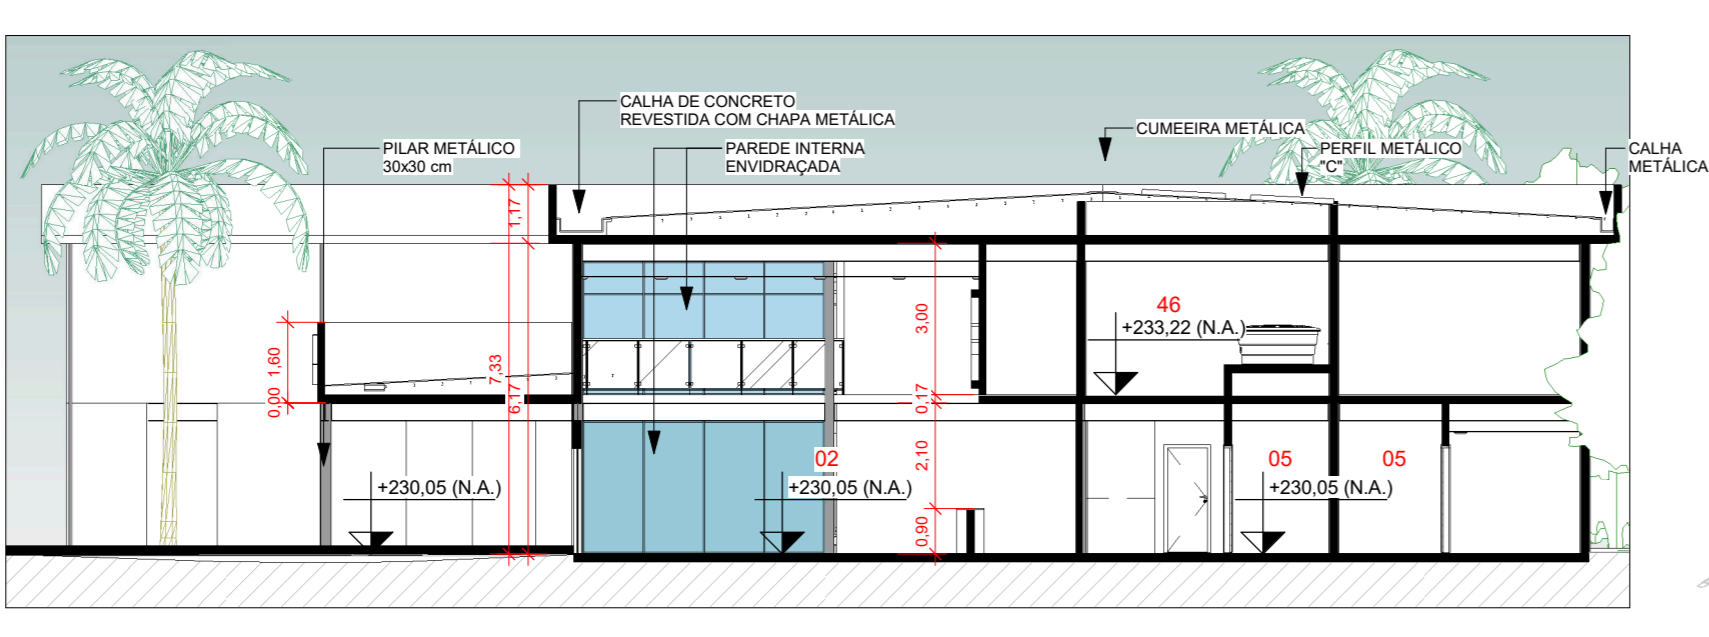 CALHA DE CONCRETO
REVESTIDA COM CHAPA METÁLICA
CUMEEIRA METÁLICA
PILAR METÁLICO
30x30 cm
PAREDE INTERNA
ENVIDRAÇADA
PERFIL METÁLICO
"C"
CALHA
METÁLICA
1,17
46
+233,22 (N.A.)
3,00
1,60
7,33
0,00
6,17
0,17
2,10
02
05
05
+230,05 (N.A.)
+230,05 (N.A.)
+230,05 (N.A.)
0,90